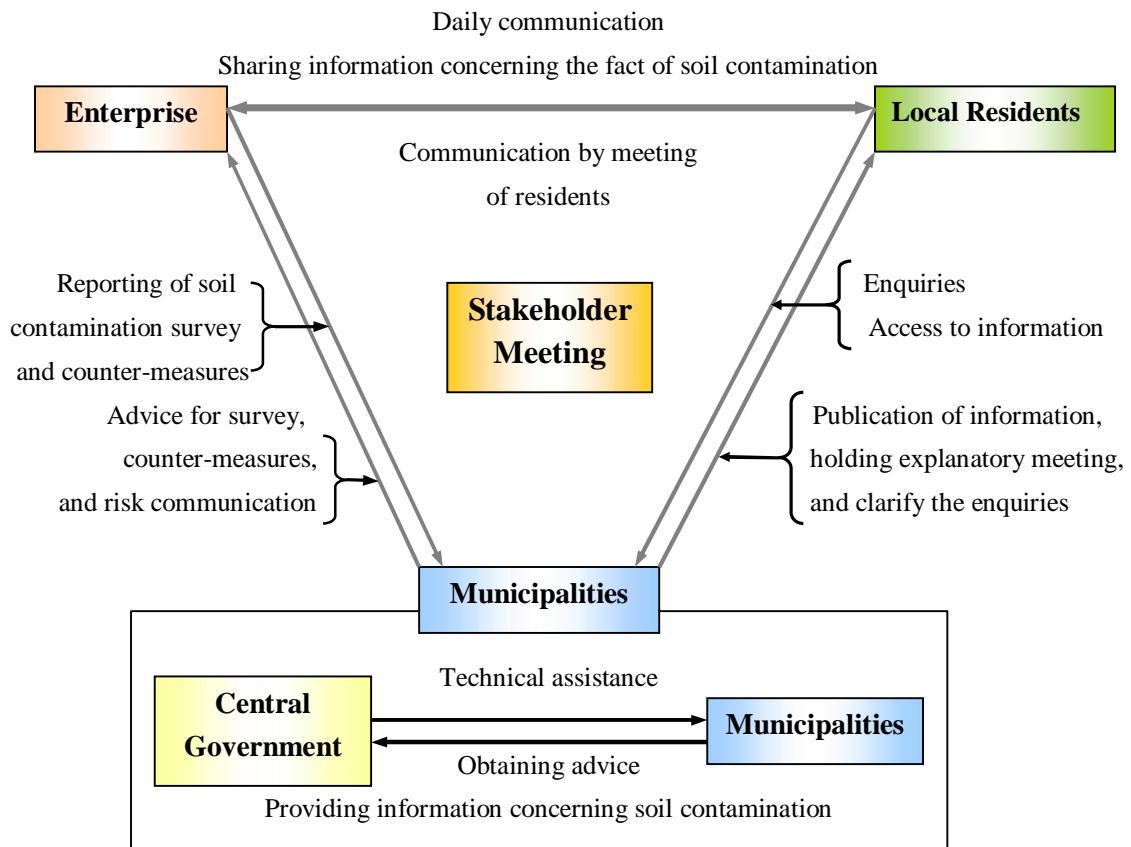 Daily communication
Sharing information concerning the fact of soil contamination
Enterprise
Local Residents
Communication by meeting
of residents
Reporting of soil
contamination survey
and counter-measures
Stakeholder
Meeting
Enquiries
Access to information
Advice for survey,
counter-measures,
and risk communication
Publication of information,
holding explanatory meeting,
and clarify the enquiries
Municipalities
Technical assistance
Central
Government
Municipalities
Obtaining advice
Providing information concerning soil contamination